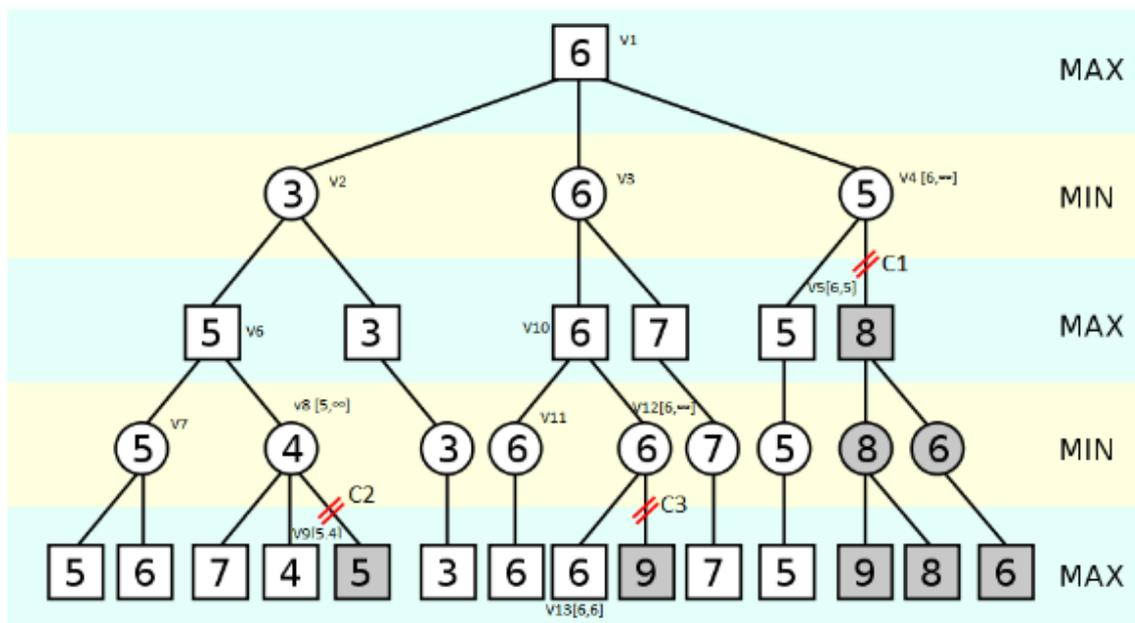 6 V1 MAX
3 V2 6 V3 5 V4 [6,∞] MIN
C1
V5[6,5]
5 V6 3 V10 6 7 5 8 MAX
v8 [5,∞] V12[6,∞]
5 V7 4 3 6 V11 6 7 5 8 6 MIN
C2 C3
V9[5,4]
5 6 7 4 5 3 6 6 9 7 5 9 8 6 MAX
V13[6,6]